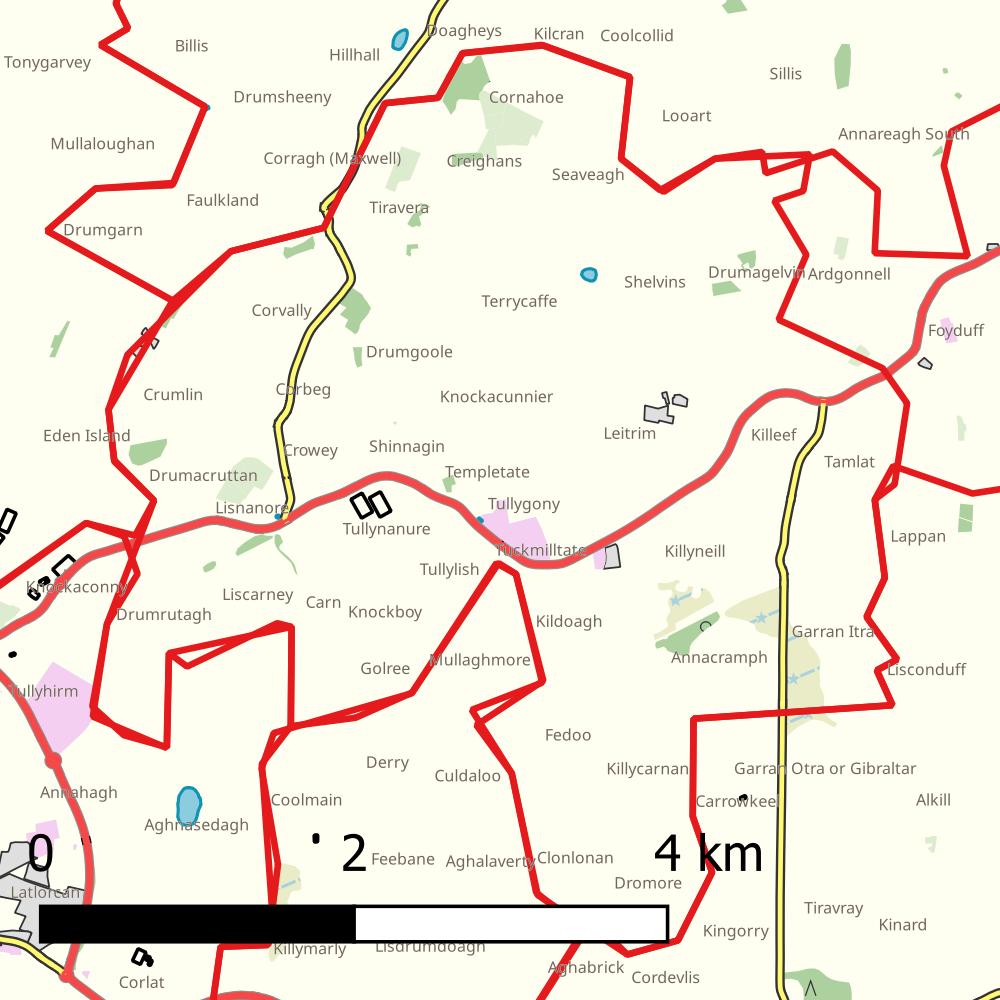 Doagheys
Kilcran
Coolcollid
Billis
Hillhall
Tonygarvey
Sillis
Drumsheeny
Cornahoe
Looart
Annareagh South
Mullaloughan
Corragh (Maxwell)
Creighans
Seaveagh
Faulkland
Tiravera
Drumgarn
Drumagelvin
Ardgonnell
Shelvins
Terrycaffe
Corvally
Foyduff
Drumgoole
Crumlin
Corbeg
Knockacunnier
Eden Island
Leitrim
Killeef
Crowey
Shinnagin
Tamlat
Drumacruttan
Templetate
Lisnanore
Tullygony
Tullynanure
Lappan
Tuckmilltate
Killyneill
Tullylish
Knockaconny
Liscarney
Carn
Knockboy
Drumrutagh
Kildoagh
Garran Itra
Mullaghmore
Annacramph
Golree
Lisconduff
Tullyhirm
Fedoo
Derry
Culdaloo
Killycarnan
Garran Otra or Gibraltar
Annahagh
Coolmain
Carrowkeel
Alkill
Aghnasedagh
0
2
4 km
Feebane
Aghalaverty
Clonlonan
Dromore
Latlorcan
Tiravray
Kinard
Kingorry
Killymarly
Lisdrumdoagh
Aghabrick
Cordevlis
Corlat